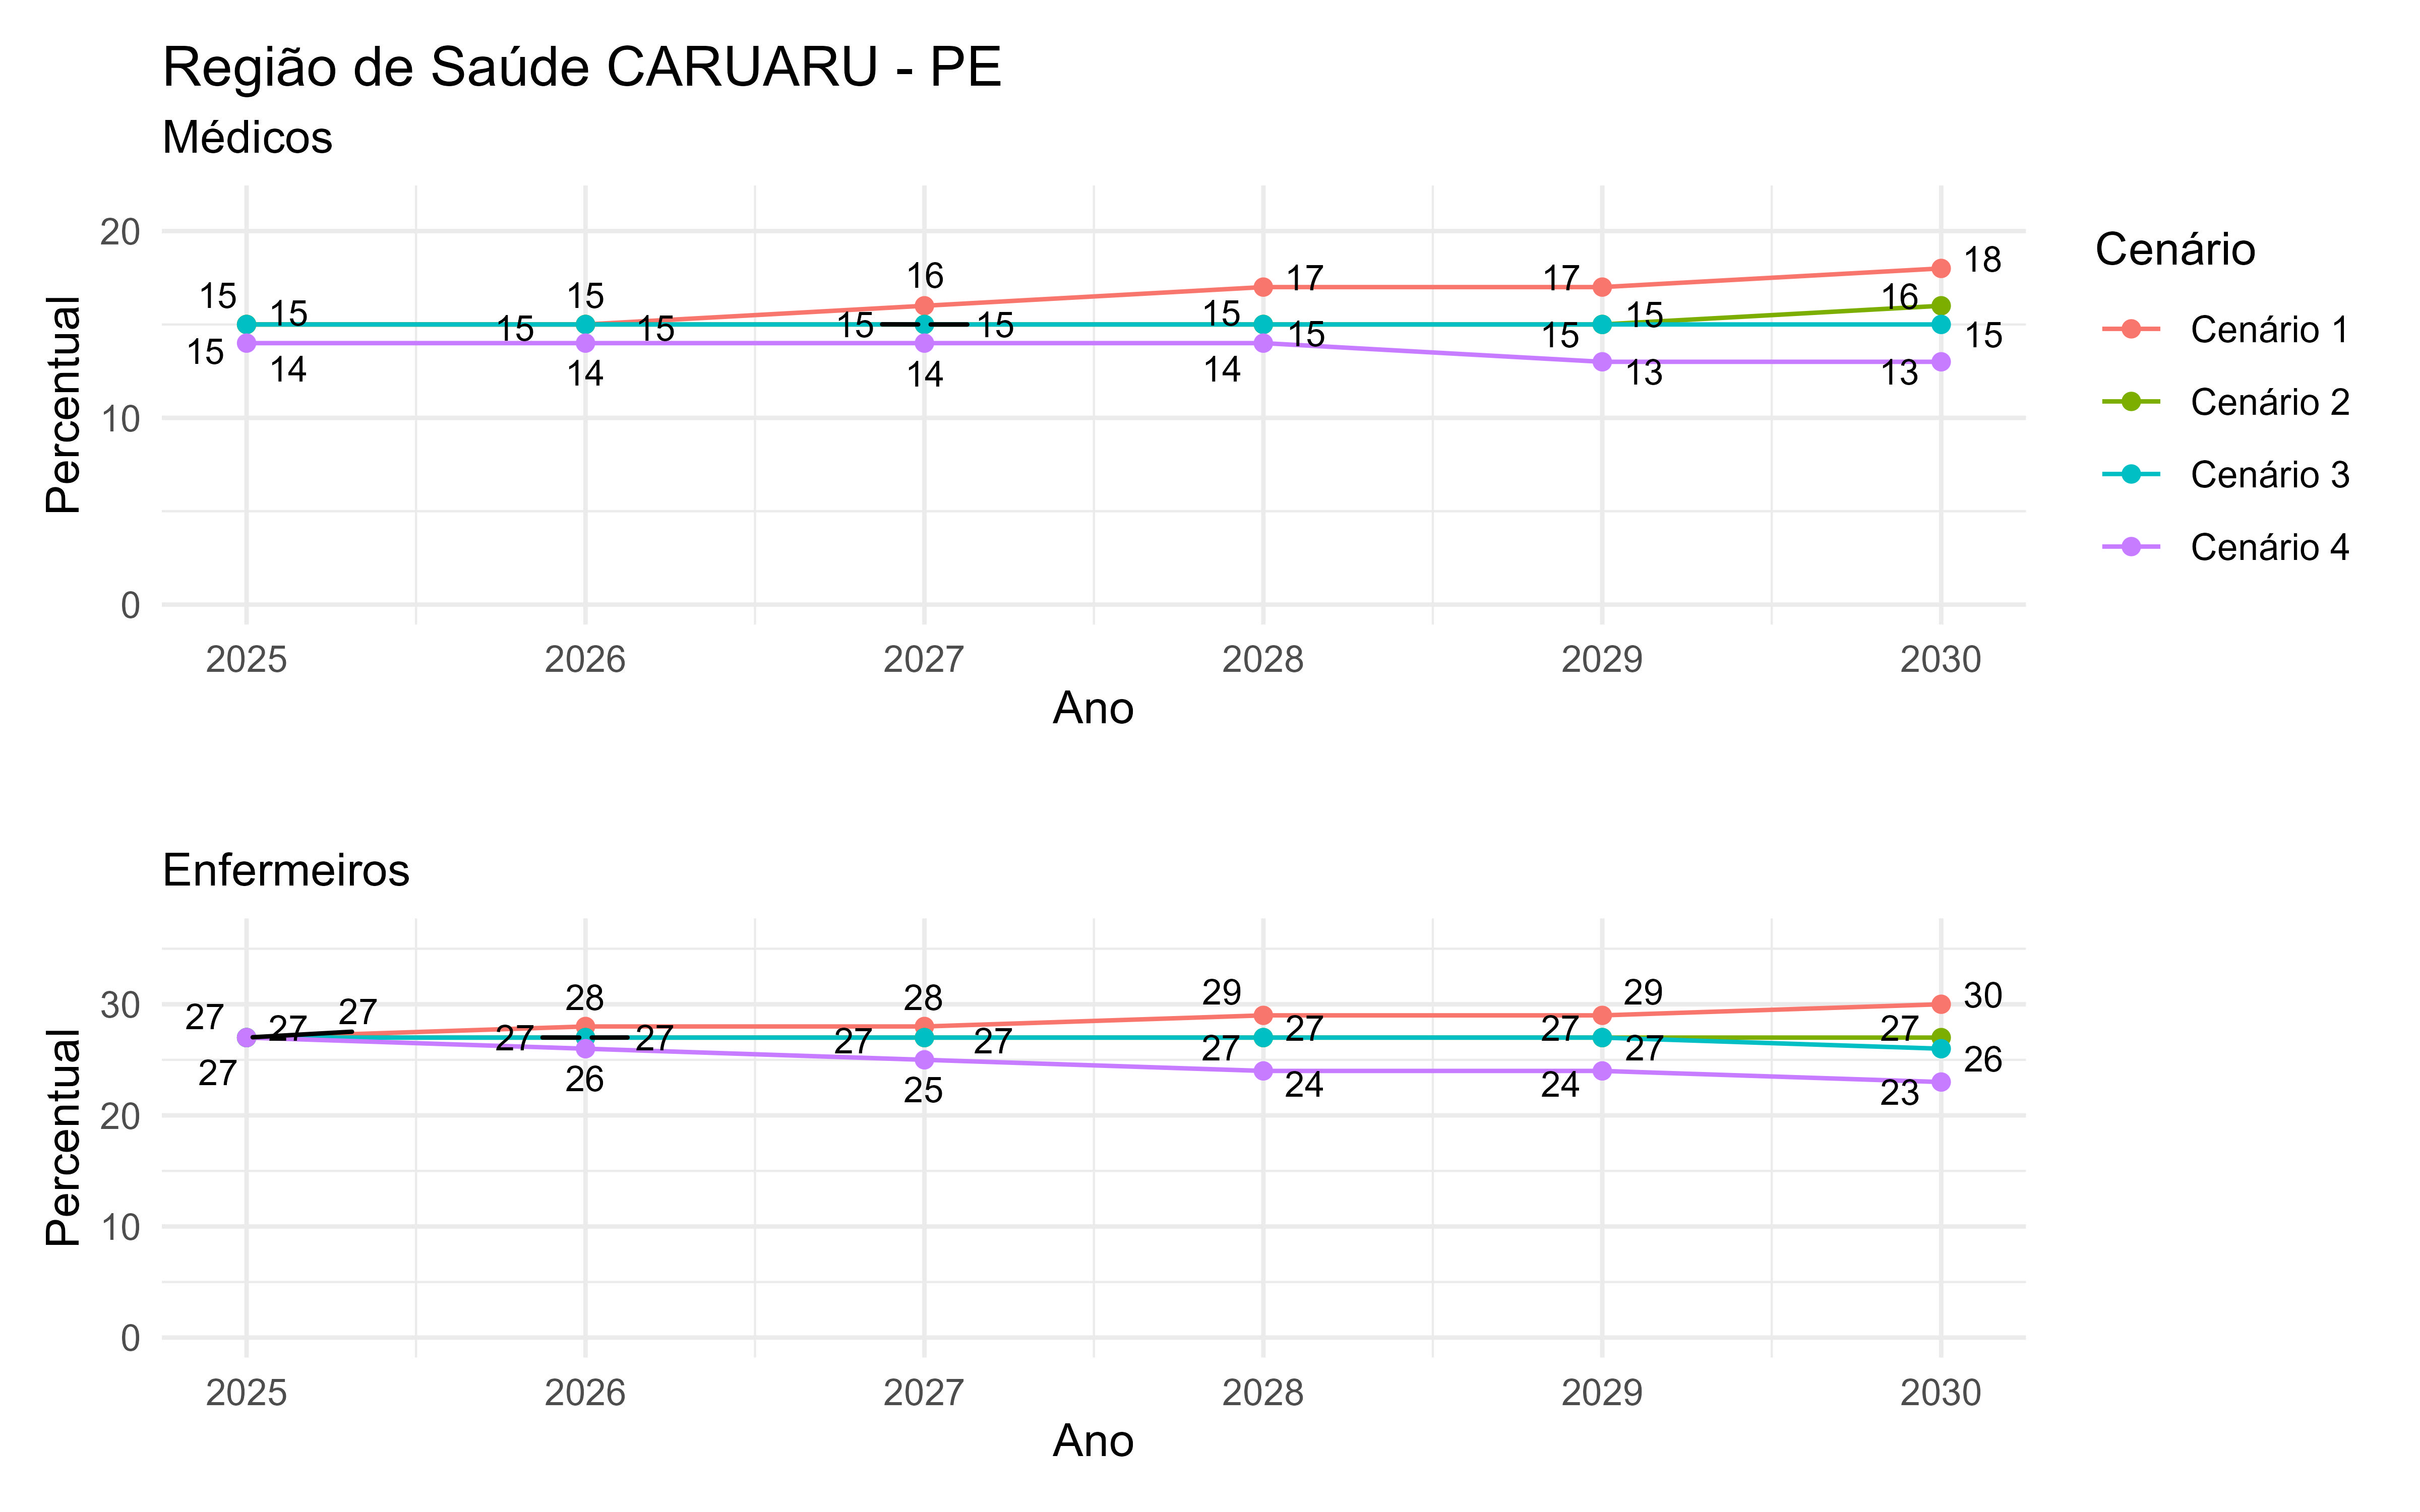 Região de Saúde CARUARU - PE
Médicos
Percentual
20
10
0
15 15 15 14
15 15 15 14
16 15 15 14
17 15 15 14
17 15 15 13
18 16 15 13
2025 2026 2027 2028 2029 2030
Ano
Cenário
Cenário 1
Cenário 2
Cenário 3
Cenário 4
Enfermeiros
Percentual
30
20
10
0
27 27 27 27
28 27 27 26
28 27 27 25
29 27 27 24
29 27 27 24
30 27 26 23
2025 2026 2027 2028 2029 2030
Ano